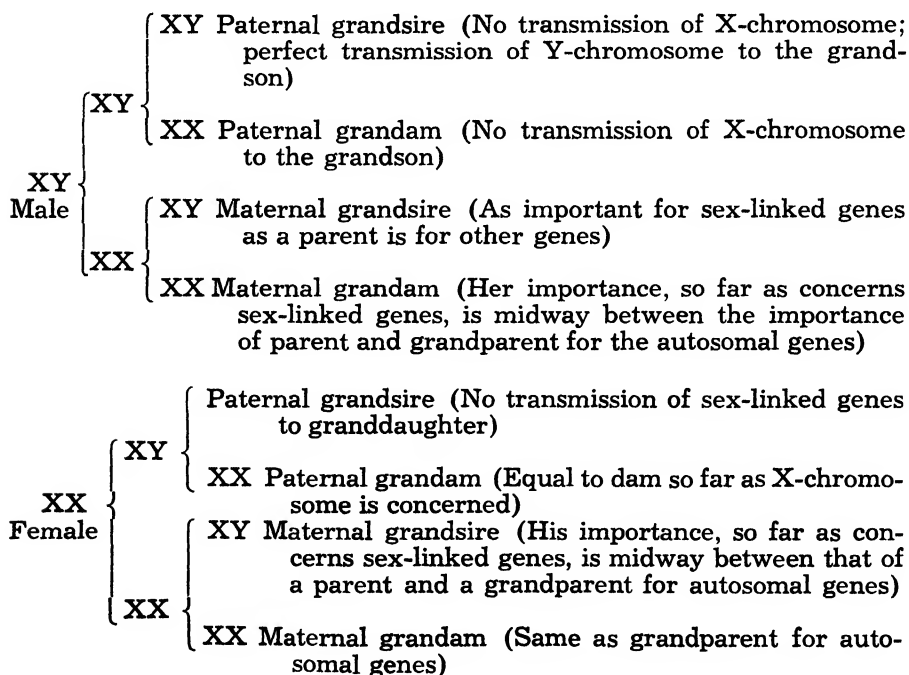 XY Paternal grandsire (No transmission of X-chromosome;
perfect transmission of Y-chromosome to the grand-
son)
XY
XX Paternal grandam (No transmission of X-chromosome
to the grandson)
XY
Male
XY Maternal grandsire (As important for sex-linked genes
as a parent is for other genes)
XX
XX Maternal grandam (Her importance, so far as concerns
sex-linked genes, is midway between the importance
of parent and grandparent for the autosomal genes)
Paternal grandsire (No transmission of sex-linked genes
to granddaughter)
XY
XX Paternal grandam (Equal to dam so far as X-chromo-
some is concerned)
XX
Female
XY Maternal grandsire (His importance, so far as con-
cerns sex-linked genes, is midway between that of
a parent and a grandparent for autosomal genes)
XX
XX Maternal grandam (Same as grandparent for auto-
somal genes)